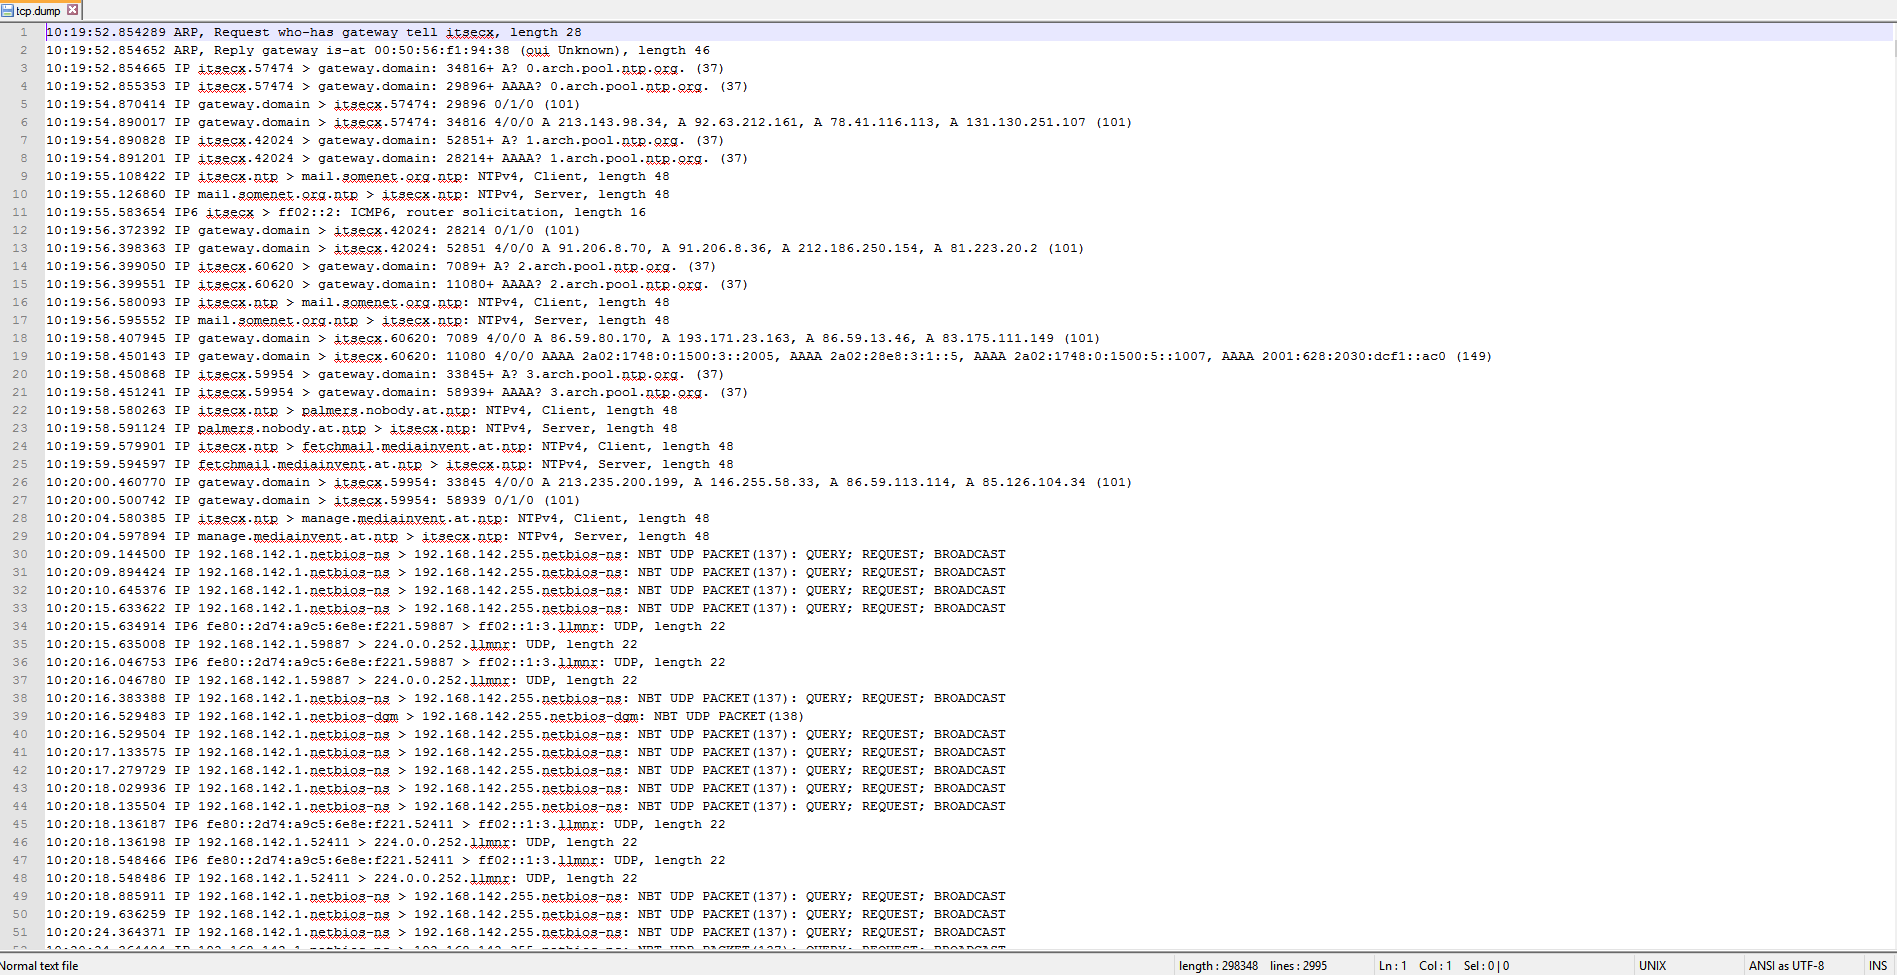 tcp.dump
1 10:19:52.854289 ARP, Request who-has gateway tell itsecx, length 28
2 10:19:52.854652 ARP, Reply gateway is-at 00:50:56:f1:94:38 (oui Unknown), length 46
3 10:19:52.854665 IP itsecx.57474 > gateway.domain: 34816+ A? 0.arch.pool.ntp.org. (37)
4 10:19:52.855353 IP itsecx.57474 > gateway.domain: 29896+ AAAA? 0.arch.pool.ntp.org. (37)
5 10:19:54.870414 IP gateway.domain > itsecx.57474: 29896 0/1/0 (101)
6 10:19:54.890017 IP gateway.domain > itsecx.57474: 34816 4/0/0 A 213.143.98.34, A 92.63.212.161, A 78.41.116.113, A 131.130.251.107 (101)
7 10:19:54.890828 IP itsecx.42024 > gateway.domain: 52851+ A? 1.arch.pool.ntp.org. (37)
8 10:19:54.891201 IP itsecx.42024 > gateway.domain: 28214+ AAAA? 1.arch.pool.ntp.org. (37)
9 10:19:55.108422 IP itsecx.ntp > mail.somenet.org.ntp: NTPv4, Client, length 48
10 10:19:55.126860 IP mail.somenet.org.ntp > itsecx.ntp: NTPv4, Server, length 48
11 10:19:55.583654 IP6 itsecx > ff02::2: ICMP6, router solicitation, length 16
12 10:19:56.372392 IP gateway.domain > itsecx.42024: 28214 0/1/0 (101)
13 10:19:56.398363 IP gateway.domain > itsecx.42024: 52851 4/0/0 A 91.206.8.70, A 91.206.8.36, A 212.186.250.154, A 81.223.20.2 (101)
14 10:19:56.399050 IP itsecx.60620 > gateway.domain: 7089+ A? 2.arch.pool.ntp.org. (37)
15 10:19:56.399551 IP itsecx.60620 > gateway.domain: 11080+ AAAA? 2.arch.pool.ntp.org. (37)
16 10:19:56.580093 IP itsecx.ntp > mail.somenet.org.ntp: NTPv4, Client, length 48
17 10:19:56.595552 IP mail.somenet.org.ntp > itsecx.ntp: NTPv4, Server, length 48
18 10:19:58.407945 IP gateway.domain > itsecx.60620: 7089 4/0/0 A 86.59.80.170, A 193.171.23.163, A 86.59.13.46, A 83.175.111.149 (101)
19 10:19:58.450143 IP gateway.domain > itsecx.60620: 11080 4/0/0 AAAA 2a02:1748:0:1500:3::2005, AAAA 2a02:28e8:3:1::5, AAAA 2a02:1748:0:1500:5::1007, AAAA 2001:628:2030:dcf1::ac0 (149)
20 10:19:58.450868 IP itsecx.59954 > gateway.domain: 33845+ A? 3.arch.pool.ntp.org. (37)
21 10:19:58.451241 IP itsecx.59954 > gateway.domain: 58939+ AAAA? 3.arch.pool.ntp.org. (37)
22 10:19:58.580263 IP itsecx.ntp > palmers.nobody.at.ntp: NTPv4, Client, length 48
23 10:19:58.591124 IP palmers.nobody.at.ntp > itsecx.ntp: NTPv4, Server, length 48
24 10:19:59.579901 IP itsecx.ntp > fetchmail.mediainvent.at.ntp: NTPv4, Client, length 48
25 10:19:59.594597 IP fetchmail.mediainvent.at.ntp > itsecx.ntp: NTPv4, Server, length 48
26 10:20:00.460770 IP gateway.domain > itsecx.59954: 33845 4/0/0 A 213.235.200.199, A 146.255.58.33, A 86.59.113.114, A 85.126.104.34 (101)
27 10:20:00.500742 IP gateway.domain > itsecx.59954: 58939 0/1/0 (101)
28 10:20:04.580385 IP itsecx.ntp > manage.mediainvent.at.ntp: NTPv4, Client, length 48
29 10:20:04.597894 IP manage.mediainvent.at.ntp > itsecx.ntp: NTPv4, Server, length 48
30 10:20:09.144500 IP 192.168.142.1.netbios-ns > 192.168.142.255.netbios-ns: NBT UDP PACKET(137): QUERY; REQUEST; BROADCAST
31 10:20:09.894424 IP 192.168.142.1.netbios-ns > 192.168.142.255.netbios-ns: NBT UDP PACKET(137): QUERY; REQUEST; BROADCAST
32 10:20:10.645376 IP 192.168.142.1.netbios-ns > 192.168.142.255.netbios-ns: NBT UDP PACKET(137): QUERY; REQUEST; BROADCAST
33 10:20:15.633622 IP 192.168.142.1.netbios-ns > 192.168.142.255.netbios-ns: NBT UDP PACKET(137): QUERY; REQUEST; BROADCAST
34 10:20:15.634914 IP6 fe80::2d74:a9c5:6e8e:f221.59887 > ff02::1:3.llmnr: UDP, length 22
35 10:20:15.635008 IP 192.168.142.1.59887 > 224.0.0.252.llmnr: UDP, length 22
36 10:20:16.046753 IP6 fe80::2d74:a9c5:6e8e:f221.59887 > ff02::1:3.llmnr: UDP, length 22
37 10:20:16.046780 IP 192.168.142.1.59887 > 224.0.0.252.llmnr: UDP, length 22
38 10:20:16.383388 IP 192.168.142.1.netbios-ns > 192.168.142.255.netbios-ns: NBT UDP PACKET(137): QUERY; REQUEST; BROADCAST
39 10:20:16.529483 IP 192.168.142.1.netbios-dgm > 192.168.142.255.netbios-dgm: NBT UDP PACKET(138)
40 10:20:16.529504 IP 192.168.142.1.netbios-ns > 192.168.142.255.netbios-ns: NBT UDP PACKET(137): QUERY; REQUEST; BROADCAST
41 10:20:17.133575 IP 192.168.142.1.netbios-ns > 192.168.142.255.netbios-ns: NBT UDP PACKET(137): QUERY; REQUEST; BROADCAST
42 10:20:17.279729 IP 192.168.142.1.netbios-ns > 192.168.142.255.netbios-ns: NBT UDP PACKET(137): QUERY; REQUEST; BROADCAST
43 10:20:18.029936 IP 192.168.142.1.netbios-ns > 192.168.142.255.netbios-ns: NBT UDP PACKET(137): QUERY; REQUEST; BROADCAST
44 10:20:18.135504 IP 192.168.142.1.netbios-ns > 192.168.142.255.netbios-ns: NBT UDP PACKET(137): QUERY; REQUEST; BROADCAST
45 10:20:18.136187 IP6 fe80::2d74:a9c5:6e8e:f221.52411 > ff02::1:3.llmnr: UDP, length 22
46 10:20:18.136198 IP 192.168.142.1.52411 > 224.0.0.252.llmnr: UDP, length 22
47 10:20:18.548466 IP6 fe80::2d74:a9c5:6e8e:f221.52411 > ff02::1:3.llmnr: UDP, length 22
48 10:20:18.548486 IP 192.168.142.1.52411 > 224.0.0.252.llmnr: UDP, length 22
49 10:20:18.885911 IP 192.168.142.1.netbios-ns > 192.168.142.255.netbios-ns: NBT UDP PACKET(137): QUERY; REQUEST; BROADCAST
50 10:20:19.636259 IP 192.168.142.1.netbios-ns > 192.168.142.255.netbios-ns: NBT UDP PACKET(137): QUERY; REQUEST; BROADCAST
51 10:20:24.364371 IP 192.168.142.1.netbios-ns > 192.168.142.255.netbios-ns: NBT UDP PACKET(137): QUERY; REQUEST; BROADCAST
Normal text file length : 298348 lines : 2995 Ln : 1 Col : 1 Sel : 0 | 0 UNIX ANSI as UTF-8 INS